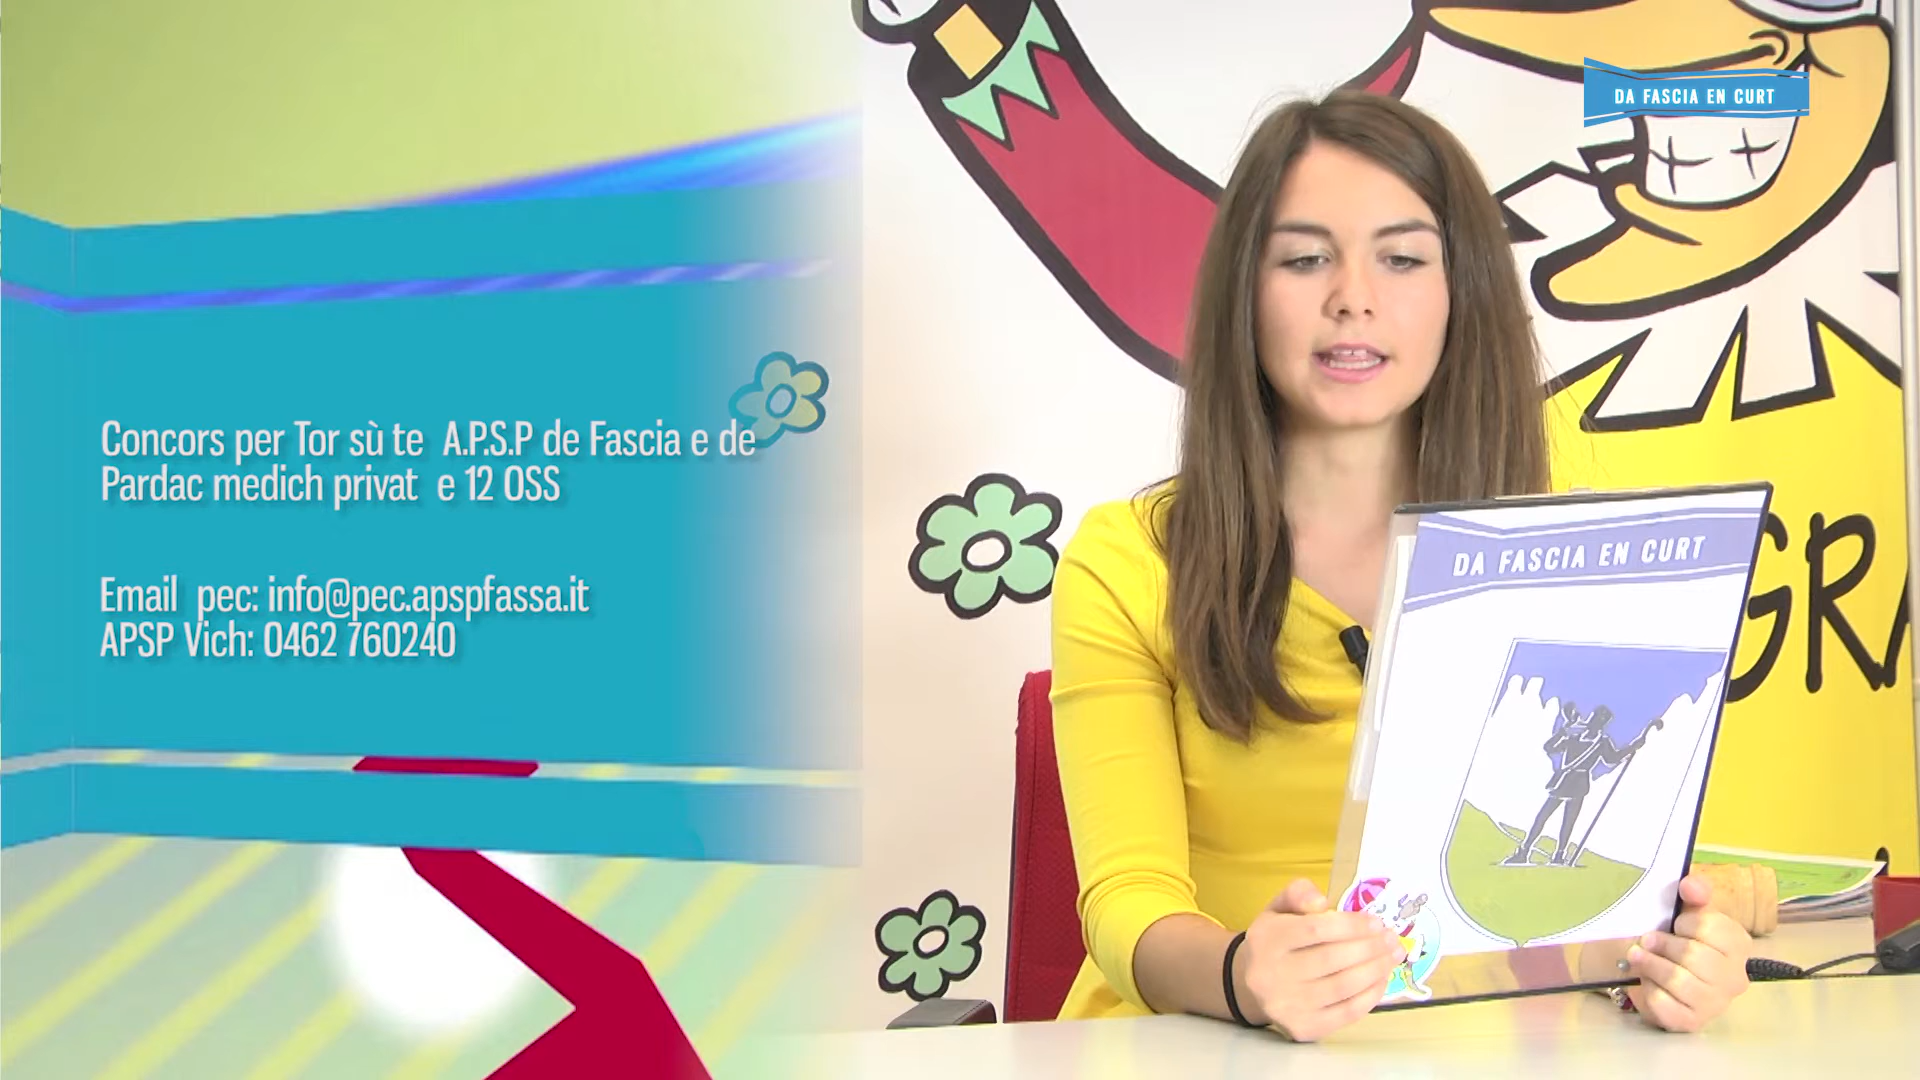 DA FASCIA EN CURT
Concors per Tor sù te A.P.S.P de Fascia e de
Pardac medich privat e 12 OSS
Email pec: info@pec.apspfassa.it
APSP Vich: 0462 760240
DA FASCIA EN CURT
GRA